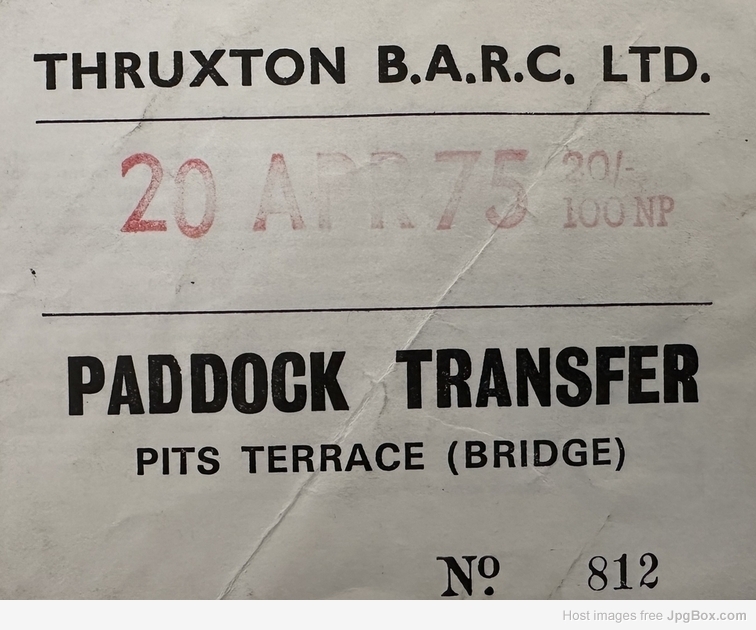 THRUXTON B.A.R.C. LTD.
20 APR 75 20/-
100 NP
PADDOCK TRANSFER
PITS TERRACE (BRIDGE)
Nº 812
Host images free JpgBox.com